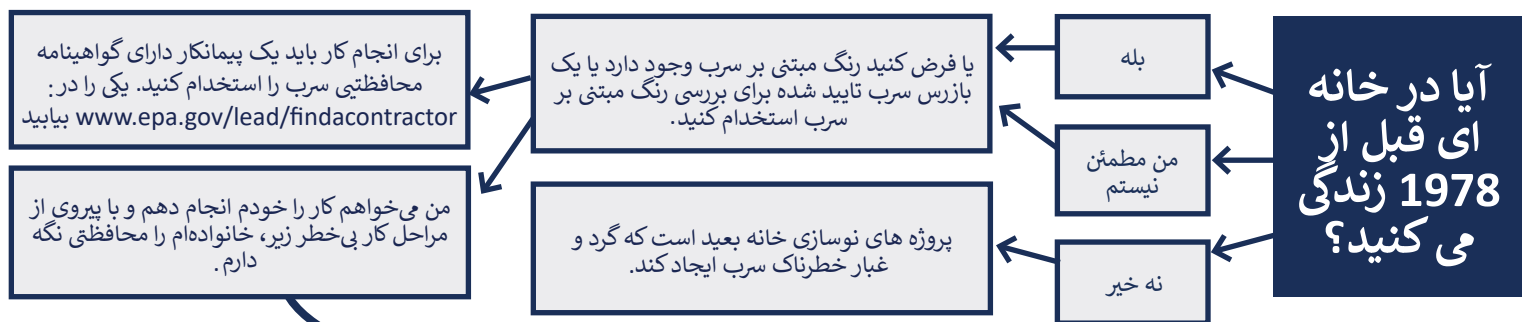 آیا در خانه
ای قبل از
1978 زندگی
می کنید؟
بله
من مطمئن
نیستم
نه خیر
یا فرض کنید رنگ مبتنی بر سرب وجود دارد یا یک
بازرس سرب تایید شده برای بررسی رنگ مبتنی بر
سرب استخدام کنید.
پروژه های نوسازی خانه بعید است که گرد و
غبار خطرناک سرب ایجاد کند.
برای انجام کار باید یک پیمانکار دارای گواهینامه
محافظتیی سرب را استخدام کنید. یکی را در:
www.epa.gov/lead/findacontractor بیابید
من می‌خواهم کار را خودم انجام دهم و با پیروی از
مراحل کار بی‌خطر زیر، خانواده‌ام را محافظتی نگه
دارم.